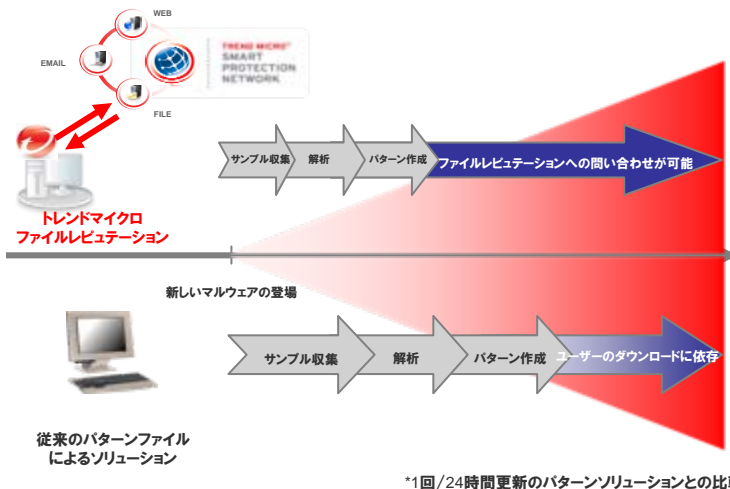 WEB
EMAIL
TREND MICRO™
SMART
PROTECTION
NETWORK
FILE
サンプル収集
解析
パターン作成
ファイルレピュテーションへの問い合わせが可能
トレンドマイクロ
ファイルレピュテーション
新しいマルウェアの登場
サンプル収集
解析
パターン作成
ユーザーのダウンロードに依存
従来のパターンファイル
によるソリューション
*1回/24時間更新のパターンソリューションとの比